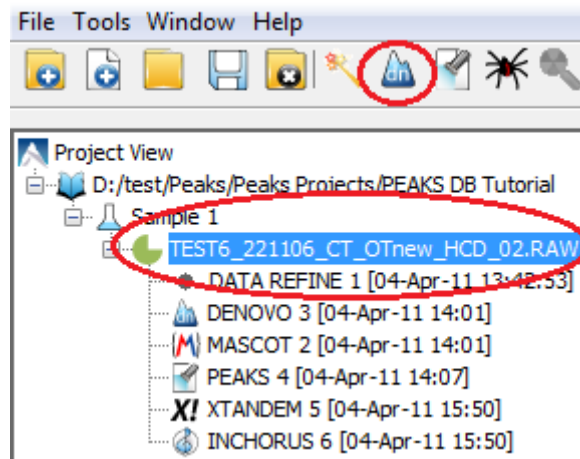 File Tools Window Help
dn
Project View
D:/test/Peaks/Peaks Projects/PEAKS DB Tutorial
Sample 1
TEST6_221106_CT_OTnew_HCD_02.RAW
DATA REFINE 1 [04-Apr-11 13:42:53]
dn DENOVO 3 [04-Apr-11 14:01]
M MASCOT 2 [04-Apr-11 14:01]
PEAKS 4 [04-Apr-11 14:07]
X! XTANDEM 5 [04-Apr-11 15:50]
INCHORUS 6 [04-Apr-11 15:50]